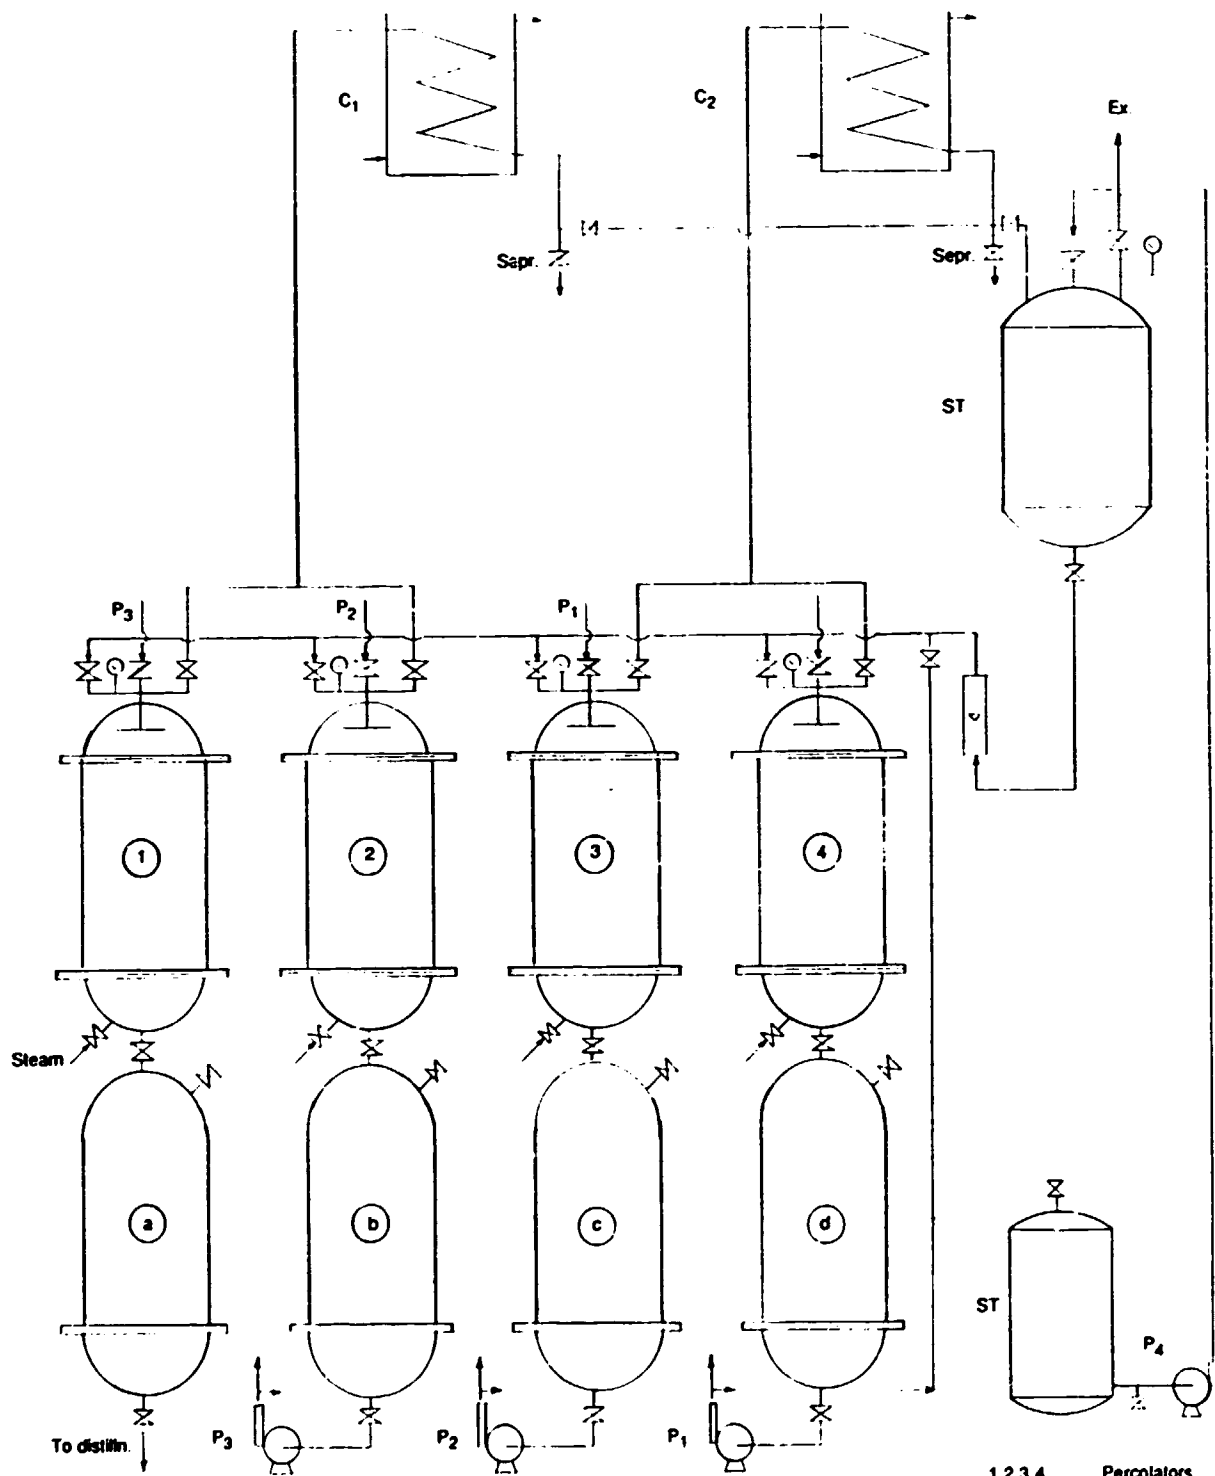 C1
C2
Ex.
Sepr.
Sepr.
ST
P3
P2
P1
c
1
2
3
4
Steam
a
b
c
d
ST
P4
P3
P2
P1
To distilln.
1,2,3,4 Percolators